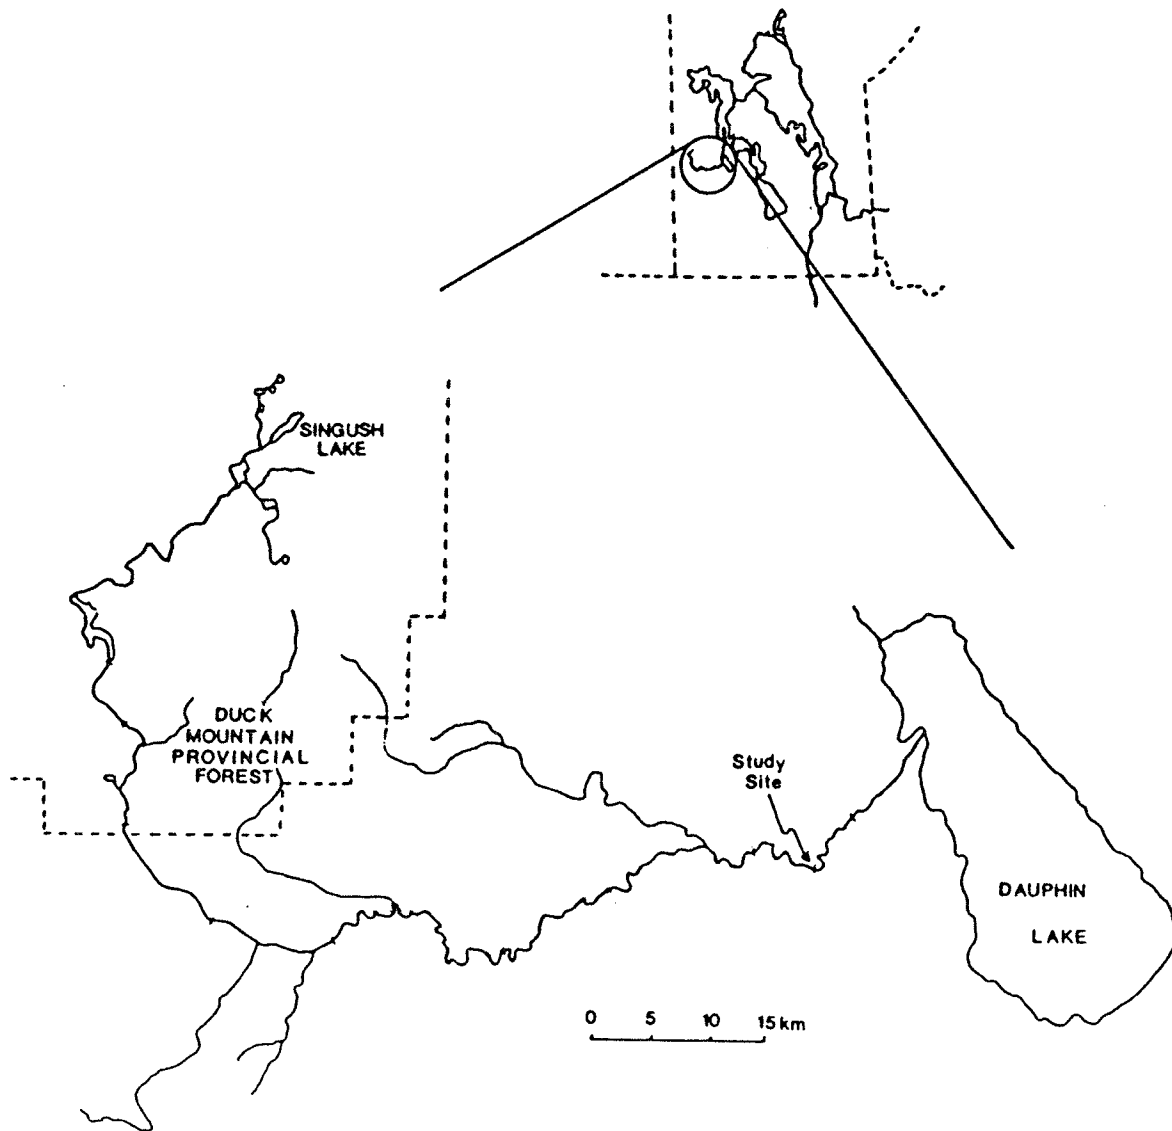 SINGUSH
LAKE
DUCK
MOUNTAIN
PROVINCIAL
FOREST
Study
Site
DAUPHIN
LAKE
0 5 10 15 km